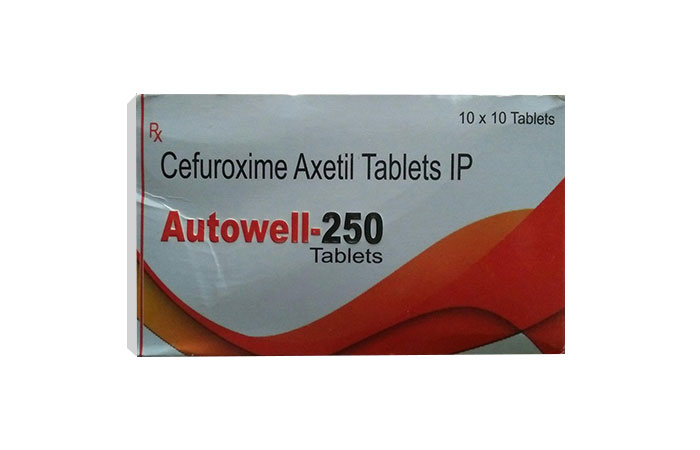 10 x 10 Tablets
Rx
Cefuroxime Axetil Tablets IP
Autowell-250
Tablets